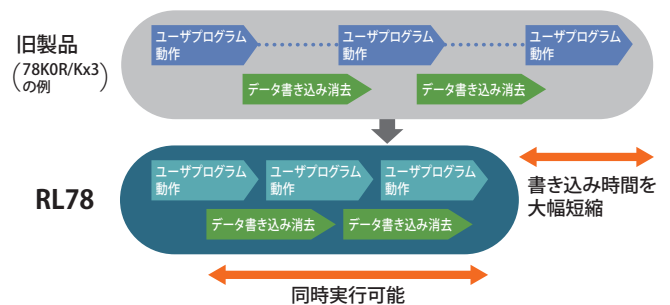 旧製品
(78K0R/Kx3
の例)
ユーザプログラム
動作
ユーザプログラム
動作
ユーザプログラム
動作
データ書き込み消去
データ書き込み消去
RL78
ユーザプログラム
動作
ユーザプログラム
動作
ユーザプログラム
動作
データ書き込み消去
データ書き込み消去
書き込み時間を
大幅短縮
同時実行可能